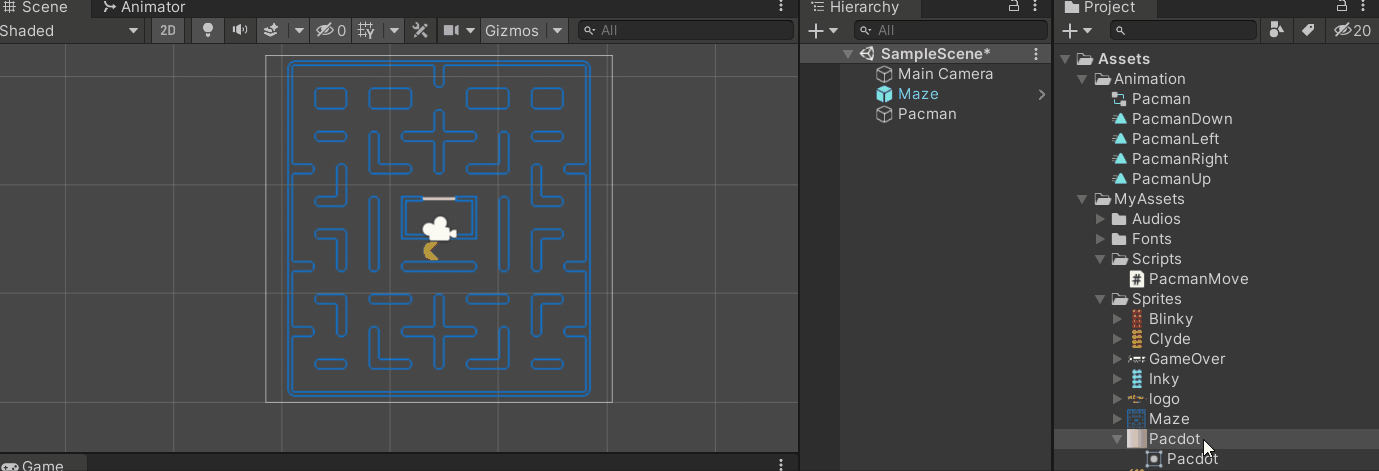 Scene Animator
Shaded 2D 0 Gizmos All
Game
Hierarchy
All
SampleScene*
Main Camera
Maze
Pacman
Project
20
Assets
Animation
Pacman
PacmanDown
PacmanLeft
PacmanRight
PacmanUp
MyAssets
Audios
Fonts
Scripts
PacmanMove
Sprites
Blinky
Clyde
GameOver
Inky
logo
Maze
Pacdot
Pacdot